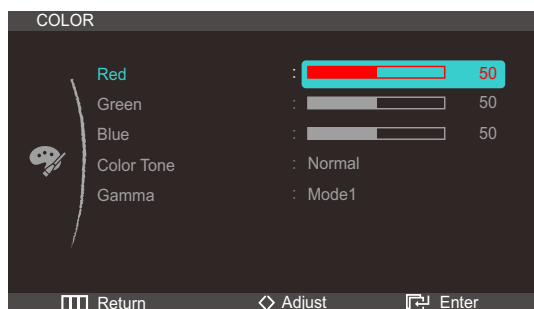 COLOR
Red : 50
Green : 50
Blue : 50
Color Tone : Normal
Gamma : Mode1
Return Adjust Enter